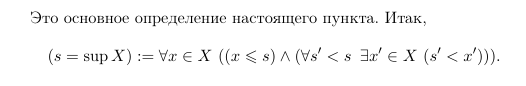 Это основное определение настоящего пункта. Итак,
(s = sup X) := ∀x ∈ X ((x ⩽ s) ∧ (∀s′ < s ∃x′ ∈ X (s′ < x′))).